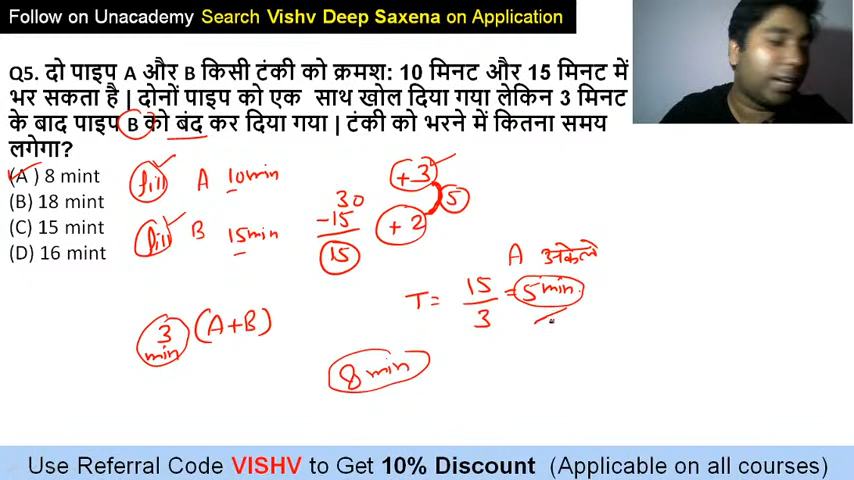 Follow on Unacademy Search Vishv Deep Saxena on Application
Q5. दो पाइप A और B किसी टंकी को क्रमश: 10 मिनट और 15 मिनट में
भर सकता है | दोनों पाइप को एक साथ खोल दिया गया लेकिन 3 मिनट
के बाद पाइप B को बंद कर दिया गया | टंकी को भरने में कितना समय
लगेगा?
(A ) 8 mint
(B) 18 mint
(C) 15 mint
(D) 16 mint
fill A 10min
fill B 15min
30
-15
15
+3
+2
5
A अकेले
T = 15/3 = 5 min.
3 min (A+B)
8 min
Use Referral Code VISHV to Get 10% Discount (Applicable on all courses)